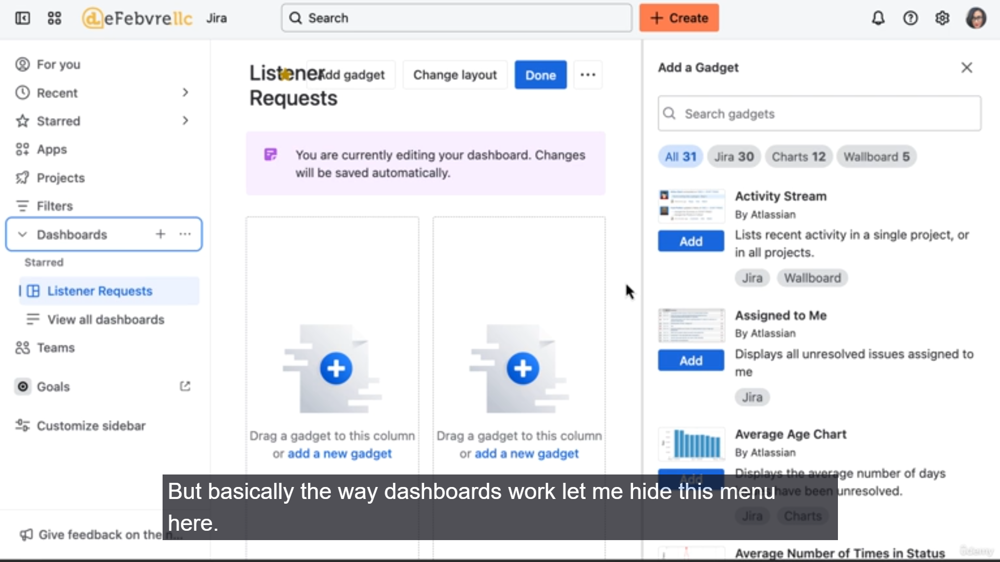 deFebvrellc
Jira
Search
Create
For you
Recent
Starred
Apps
Projects
Filters
Dashboards
Starred
Listener Requests
View all dashboards
Teams
Goals
Customize sidebar
Give feedback on the n...
Listener
Requests
Add gadget
Change layout
Done
You are currently editing your dashboard. Changes
will be saved automatically.
Drag a gadget to this column
or add a new gadget
Drag a gadget to this column
or add a new gadget
Add a Gadget
Search gadgets
All 31
Jira 30
Charts 12
Wallboard 5
Activity Stream
By Atlassian
Add
Lists recent activity in a single project, or
in all projects.
Jira
Wallboard
Assigned to Me
By Atlassian
Add
Displays all unresolved issues assigned to
me
Jira
Average Age Chart
By Atlassian
Add
Displays the average number of days
have been unresolved.
Jira
Charts
Average Number of Times in Status
But basically the way dashboards work let me hide this menu
here.
ûdemy